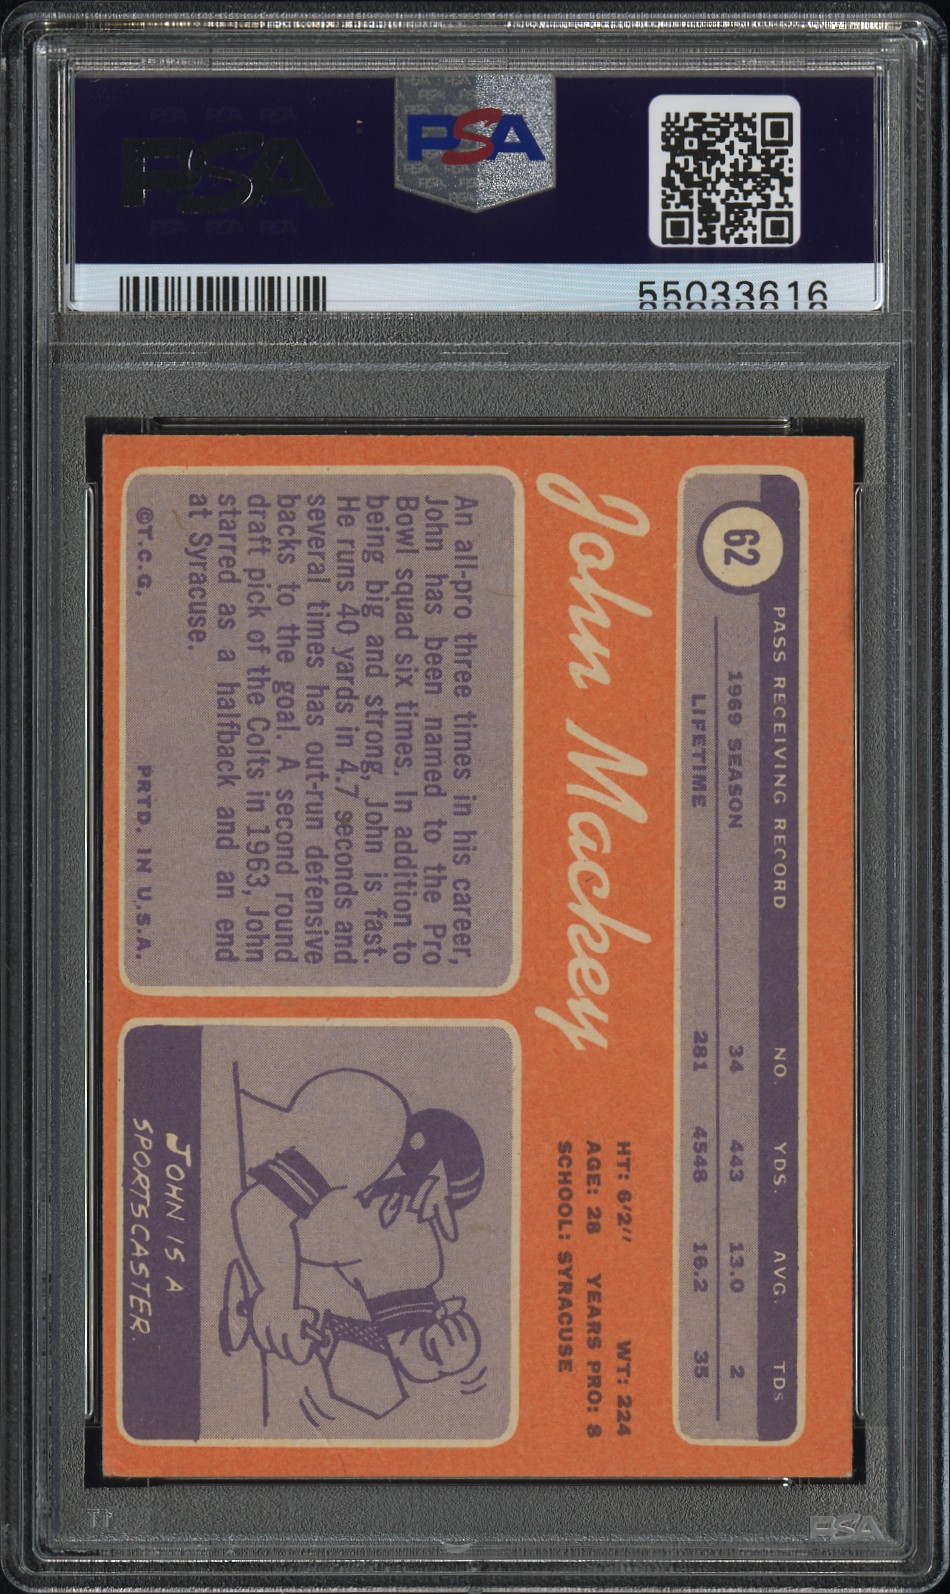 PSA
PSA
55033616
62
PASS RECEIVING RECORD NO. YDS. AVG. TDS
1969 SEASON 34 443 13.0 2
LIFETIME 281 4548 16.2 35
John Mackey
HT: 6'2" WT: 224
AGE: 28 YEARS PRO: 8
SCHOOL: SYRACUSE
An all-pro three times in his career,
John has been named to the Pro
Bowl squad six times. In addition to
being big and strong, John is fast.
He runs 40 yards in 4.7 seconds and
several times has out-run defensive
backs to the goal. A second round
draft pick of the Colts in 1963, John
starred as a halfback and an end
at Syracuse.
©T.C.G. PRTD. IN U.S.A.
JOHN IS A
SPORTSCASTER.
PSA